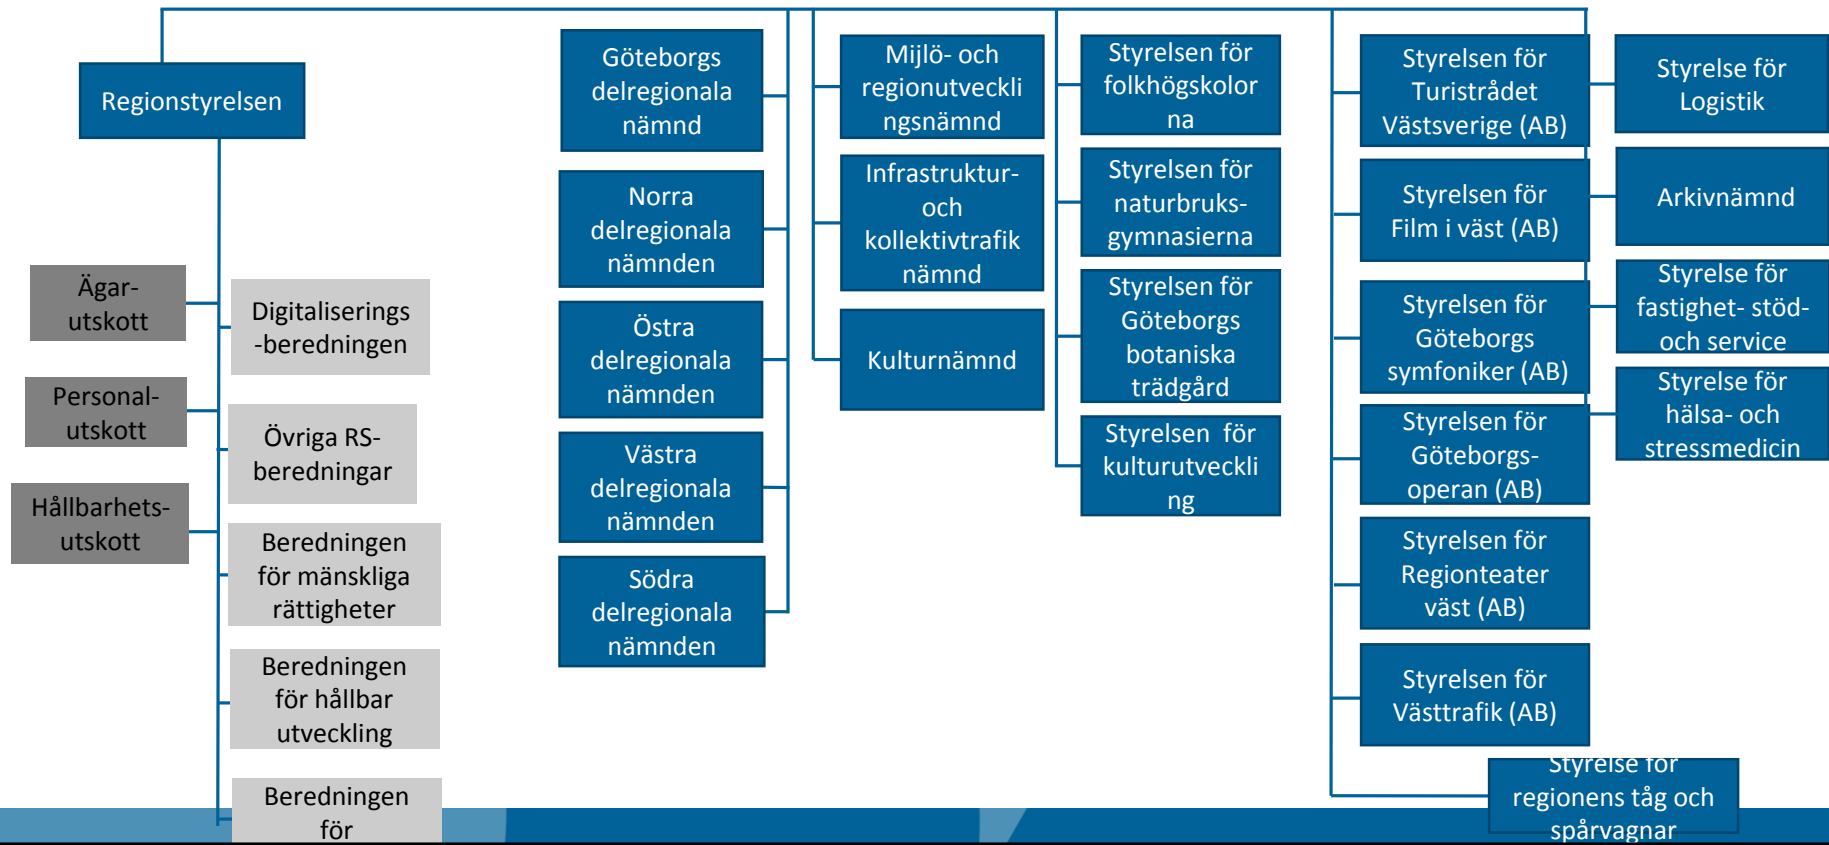 Regionstyrelsen
Ägar-
utskott
Personal-
utskott
Hållbarhets-
utskott
Digitaliserings
-beredningen
Övriga RS-
beredningar
Beredningen
för mänskliga
rättigheter
Beredningen
för hållbar
utveckling
Beredningen
för
Göteborgs
delregionala
nämnd
Norra
delregionala
nämnden
Östra
delregionala
nämnden
Västra
delregionala
nämnden
Södra
delregionala
nämnden
Mijlö- och
regionutveckli
ngsnämnd
Infrastruktur-
och
kollektivtrafik
nämnd
Kulturnämnd
Styrelsen för
folkhögskolor
na
Styrelsen för
naturbruks-
gymnasierna
Styrelsen för
Göteborgs
botaniska
trädgård
Styrelsen för
kulturutveckli
ng
Styrelsen för
Turistrådet
Västsverige (AB)
Styrelsen för
Film i väst (AB)
Styrelsen för
Göteborgs
symfoniker (AB)
Styrelsen för
Göteborgs-
operan (AB)
Styrelsen för
Regionteater
väst (AB)
Styrelsen för
Västtrafik (AB)
Styrelse för
regionens tåg och
spårvagnar
Styrelse för
Logistik
Arkivnämnd
Styrelse för
fastighet- stöd-
och service
Styrelse för
hälsa- och
stressmedicin